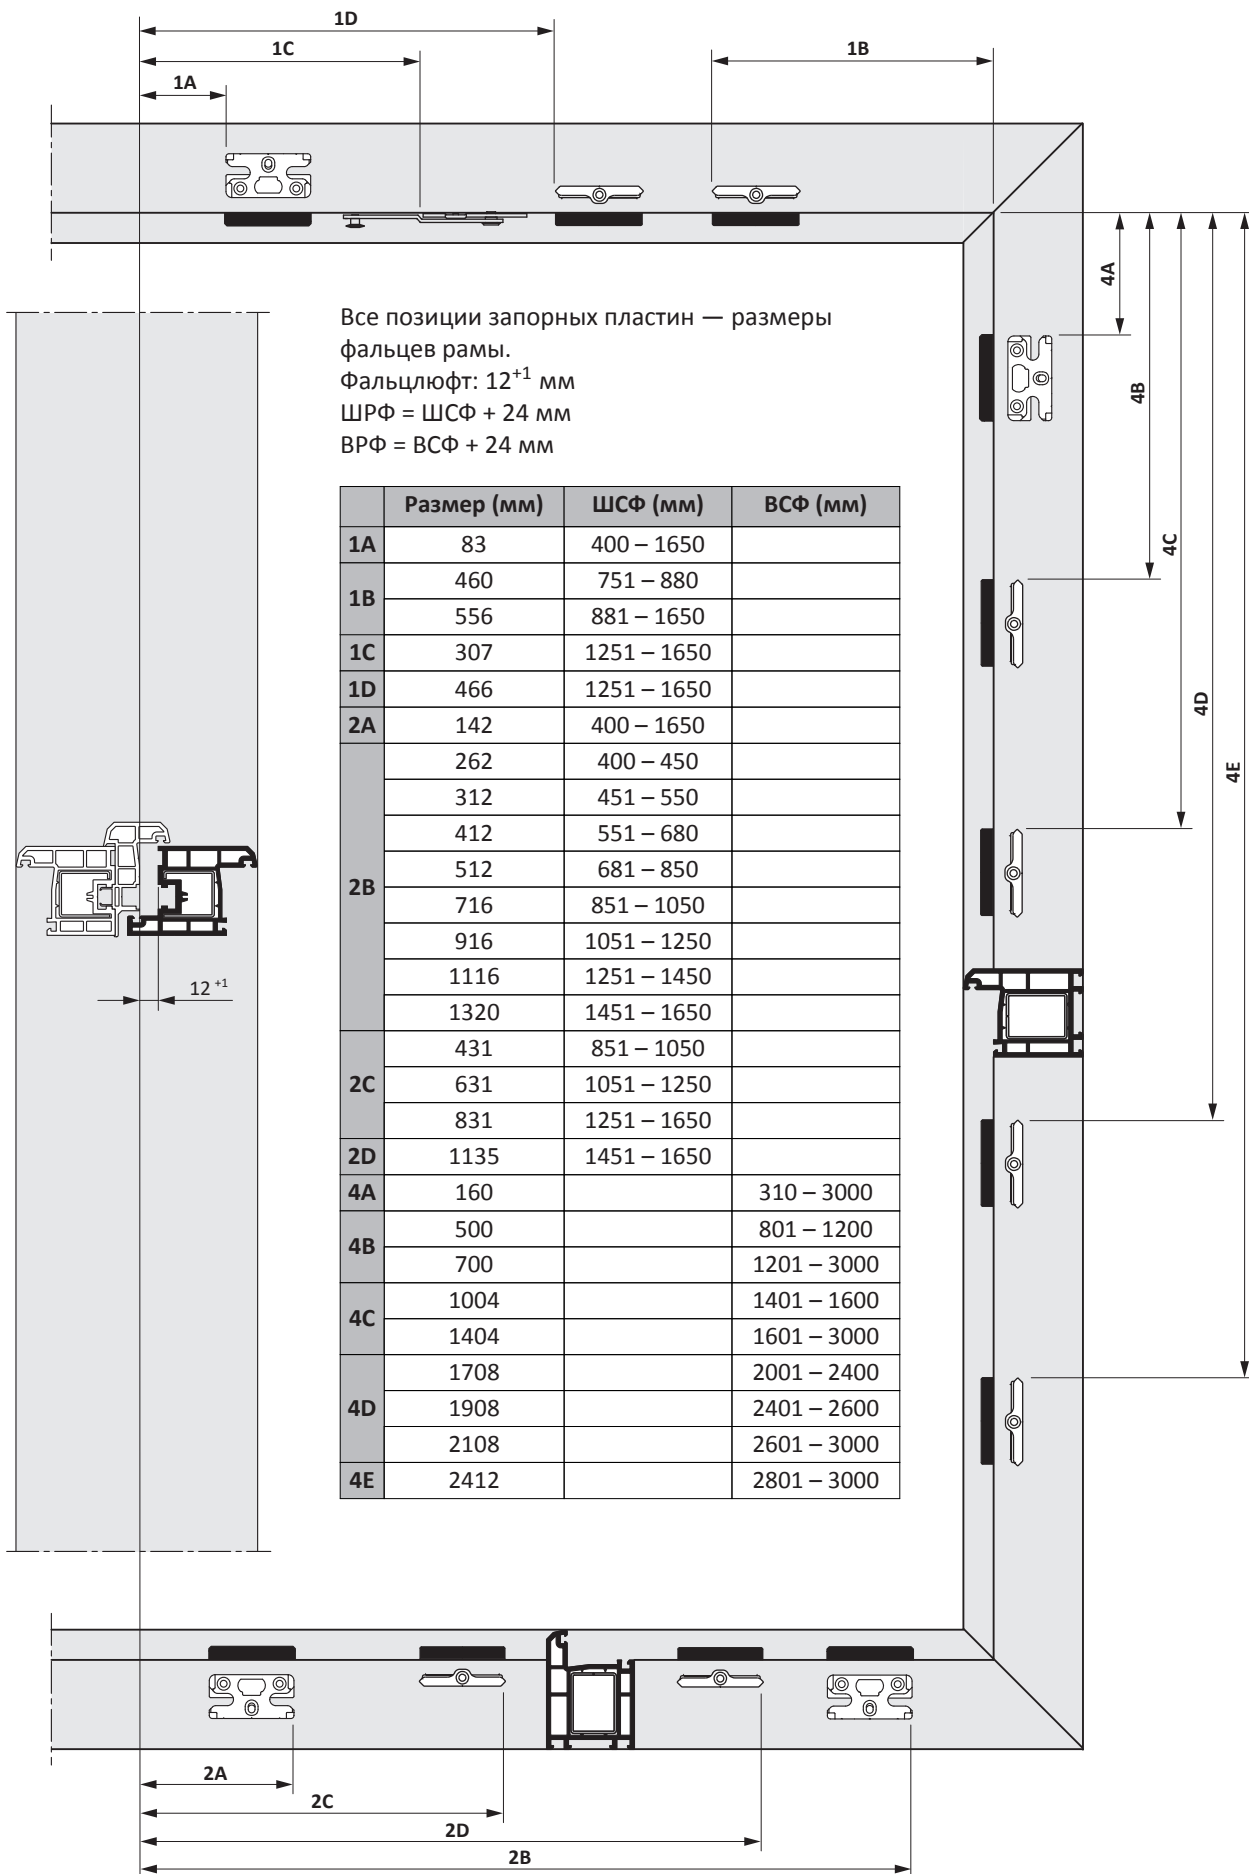 1D
1C
1B
1A
4A
4B
4C
4D
4E
Все позиции запорных пластин — размеры
фальцев рамы.
Фальцлюфт: 12+1 мм
ШРФ = ШСФ + 24 мм
ВРФ = ВСФ + 24 мм
Размер (мм) ШСФ (мм) ВСФ (мм)
1A 83 400 – 1650
1B 460 751 – 880
556 881 – 1650
1C 307 1251 – 1650
1D 466 1251 – 1650
2A 142 400 – 1650
2B 262 400 – 450
312 451 – 550
412 551 – 680
512 681 – 850
716 851 – 1050
916 1051 – 1250
1116 1251 – 1450
1320 1451 – 1650
2C 431 851 – 1050
631 1051 – 1250
831 1251 – 1650
2D 1135 1451 – 1650
4A 160 310 – 3000
4B 500 801 – 1200
700 1201 – 3000
4C 1004 1401 – 1600
1404 1601 – 3000
4D 1708 2001 – 2400
1908 2401 – 2600
2108 2601 – 3000
4E 2412 2801 – 3000
12 +1
2A
2C
2D
2B